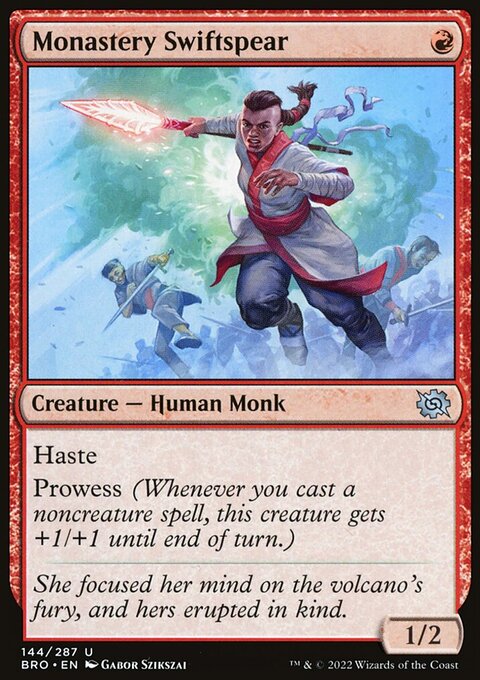 Monastery Swiftspear
Creature — Human Monk
Haste
Prowess (Whenever you cast a
noncreature spell, this creature gets
+1/+1 until end of turn.)
She focused her mind on the volcano's
fury, and hers erupted in kind.
1/2
144/287 U
BRO • EN Gabor Szikszai
™ & © 2022 Wizards of the Coast